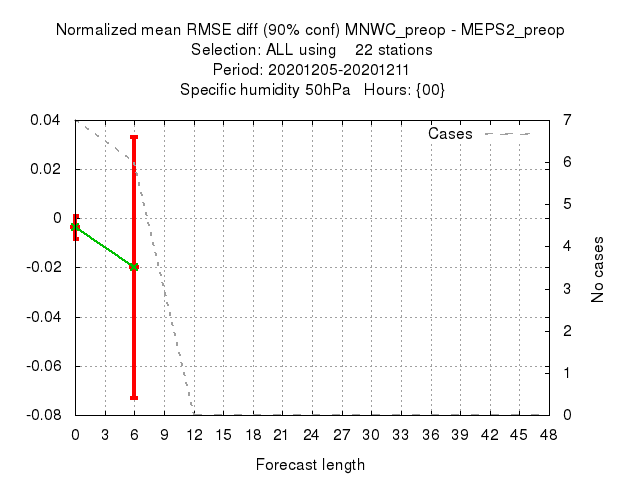 Normalized mean RMSE diff (90% conf) MNWC_preop - MEPS2_preop
Selection: ALL using 22 stations
Period: 20201205-20201211
Specific humidity 50hPa Hours: {00}
Cases
0.04
0.02
0
-0.02
-0.04
-0.06
-0.08
7
6
5
4
3
2
1
0
No cases
0 3 6 9 12 15 18 21 24 27 30 33 36 39 42 45 48
Forecast length